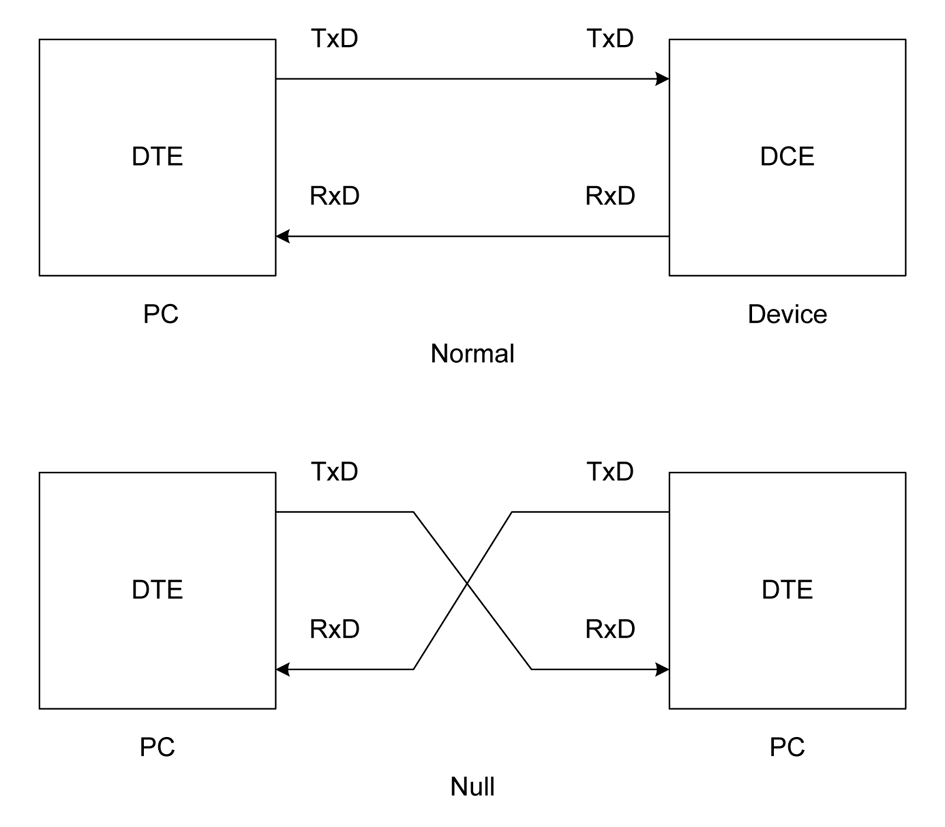 TxD TxD
DTE DCE
RxD RxD
PC Device
Normal
TxD TxD
DTE DTE
RxD RxD
PC PC
Null